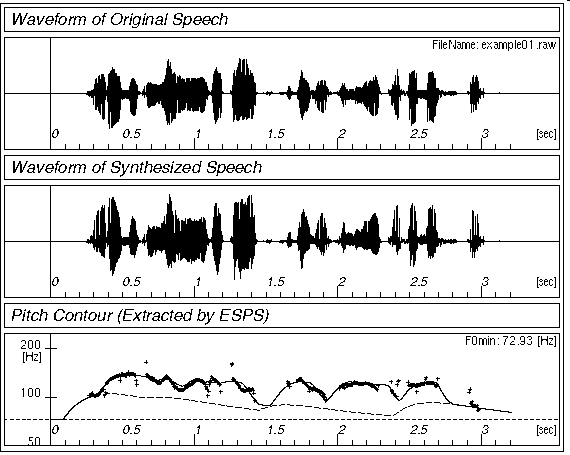 Waveform of Original Speech
FileName: example01.raw
0 0.5 1 1.5 2 2.5 3 [sec]
Waveform of Synthesized Speech
0 0.5 1 1.5 2 2.5 3 [sec]
Pitch Contour (Extracted by ESPS)
200 F0min: 72.93 [Hz]
[Hz]
100
0 0.5 1 1.5 2 2.5 3 [sec]
50